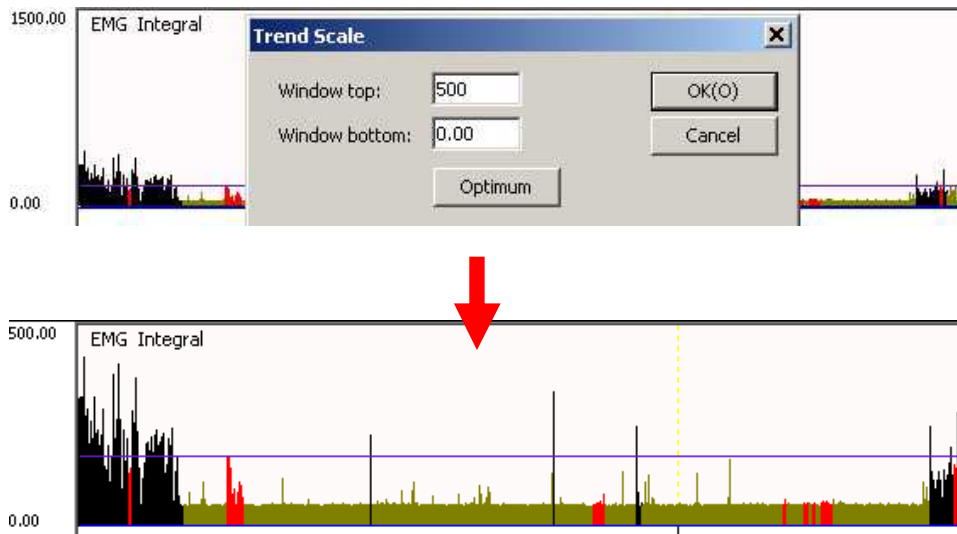 1500.00
EMG Integral
Trend Scale
Window top:
500
OK(O)
Window bottom:
0.00
Cancel
Optimum
0.00
500.00
EMG Integral
0.00